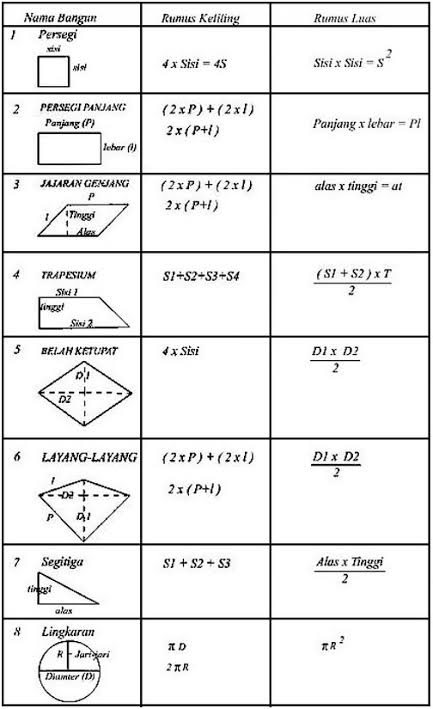 Nama Bangun Rumus Keliling Rumus Luas
1 Persegi
sisi
sisi
4 x Sisi = 4S
Sisi x Sisi = S²
2 PERSEGI PANJANG
Panjang (P)
lebar (l)
( 2 x P ) + ( 2 x l )
2 x ( P+l )
Panjang x lebar = Pl
3 JAJARAN GENJANG
P
l
Tinggi
Alas
( 2 x P ) + ( 2 x l )
2 x ( P+l )
alas x tinggi = at
4 TRAPESIUM
Sisi 1
tinggi
Sisi 2
S1+S2+S3+S4
( S1 + S2 ) x T
2
5 BELAH KETUPAT
D1
D2
4 x Sisi
D1 x D2
2
6 LAYANG-LAYANG
l
D2
P
D1
( 2 x P ) + ( 2 x l )
2 x ( P+l )
D1 x D2
2
7 Segitiga
tinggi
alas
S1 + S2 + S3
Alas x Tinggi
2
8 Lingkaran
R = Jari-jari
Diamter (D)
π D
2 π R
π R²